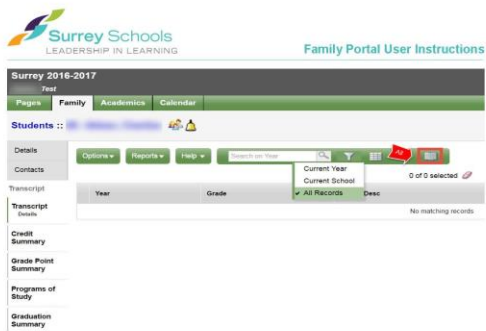 Surrey Schools
LEADERSHIP IN LEARNING
Family Portal User Instructions
Surrey 2016-2017
Test
Pages Family Academics Calendar
Students ::
Details
Options Reports Help Search on Year
All
Contacts
Current Year
0 of 0 selected
Current School
Transcript
Year Grade All Records Desc
Transcript
Details
No matching records
Credit
Summary
Grade Point
Summary
Programs of
Study
Graduation
Summary